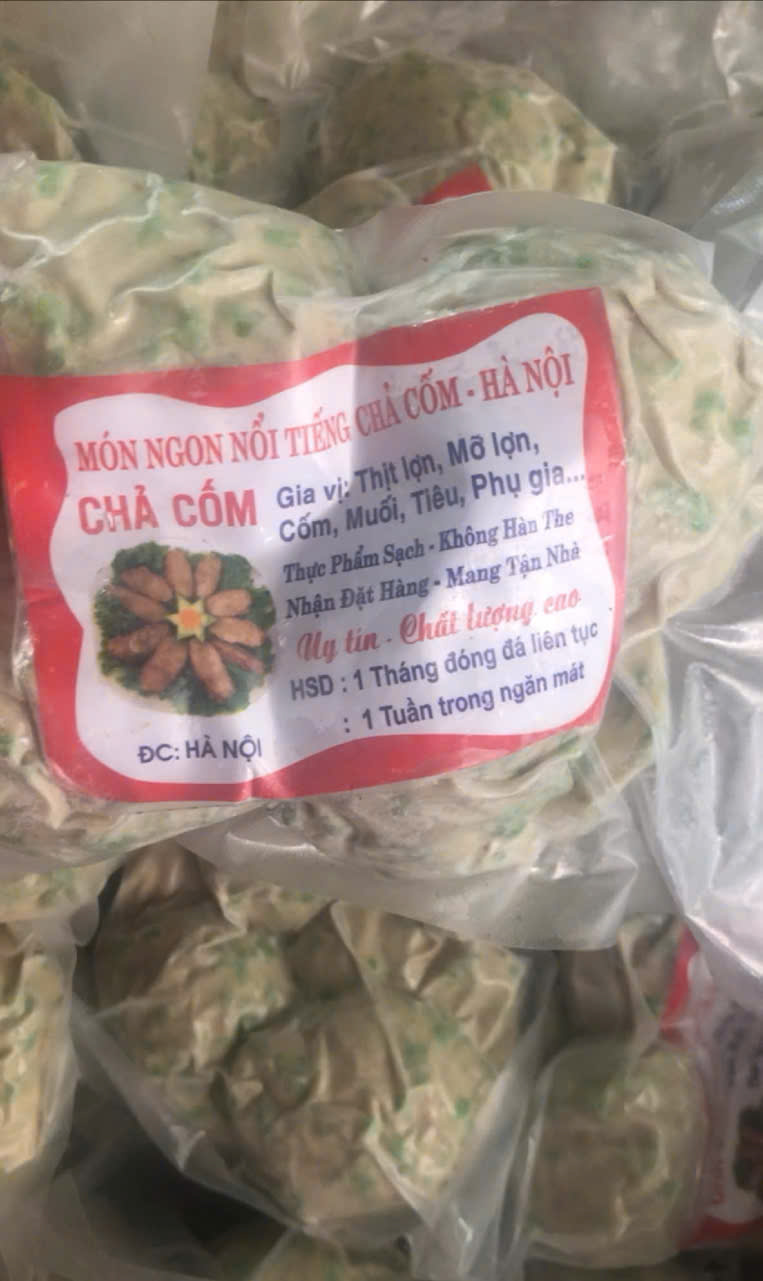 MÓN NGON NỔI TIẾNG CHẢ CỐM - HÀ NỘI
CHẢ CỐM
Gia vị: Thịt lợn, Mỡ lợn,
Cốm, Muối, Tiêu, Phụ gia...
Thực Phẩm Sạch - Không Hàn The
Nhận Đặt Hàng - Mang Tận Nhà
Uy tín - Chất lượng cao
HSD : 1 Tháng đóng đá liên tục
: 1 Tuần trong ngăn mát
ĐC: HÀ NỘI